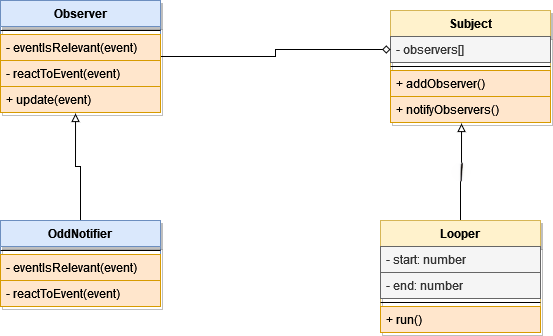 Observer
- eventIsRelevant(event)
- reactToEvent(event)
+ update(event)
Subject
- observers[]
+ addObserver()
+ notifyObservers()
OddNotifier
- eventIsRelevant(event)
- reactToEvent(event)
Looper
- start: number
- end: number
+ run()